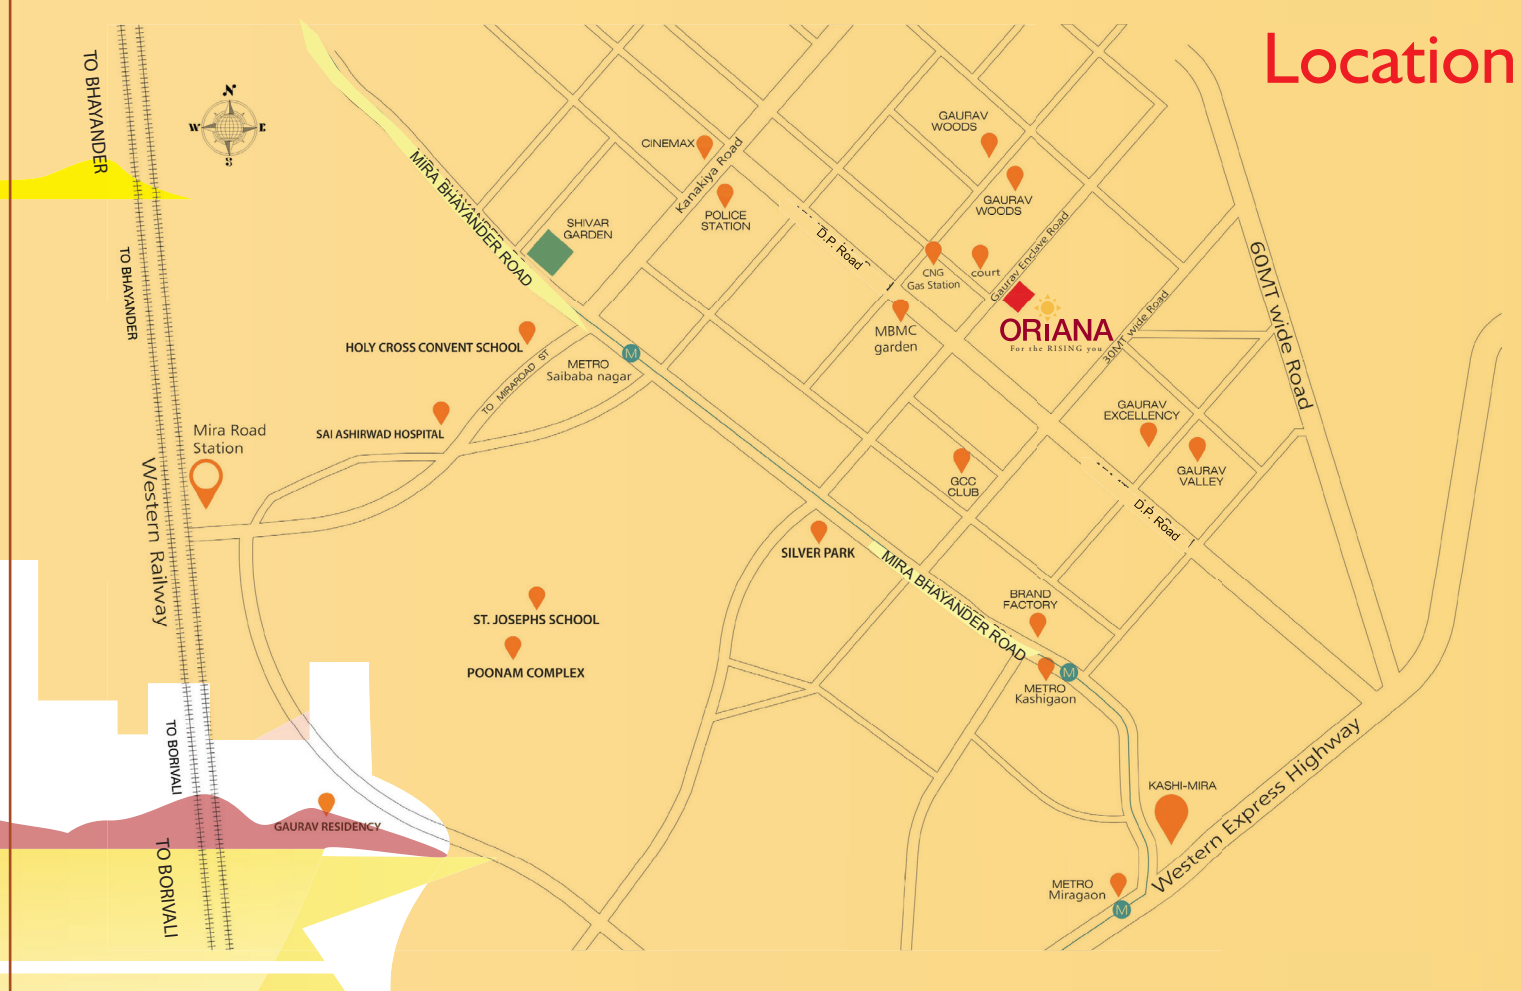 Location
TO BHAYANDER
N
W
E
S
TO BHAYANDER
MIRA BHAYANDER ROAD
CINEMAX
Kanakiya Road
POLICE
STATION
SHIVAR
GARDEN
GAURAV
WOODS
GAURAV
WOODS
D.P. Road
CNG
Gas Station
court
Gaurav Enclave Road
60MT wide Road
ORiANA
For the RISING you
30MT wide Road
MBMC
garden
HOLY CROSS CONVENT SCHOOL
METRO
Saibaba nagar
M
TO MIRAROAD ST
SAI ASHIRWAD HOSPITAL
Mira Road
Station
Western Railway
GAURAV
EXCELLENCY
GAURAV
VALLEY
GCC
CLUB
D.P. Road
SILVER PARK
MIRA BHAYANDER ROAD
BRAND
FACTORY
ST. JOSEPHS SCHOOL
POONAM COMPLEX
M
METRO
Kashigaon
TO BORIVALI
KASHI-MIRA
Western Express Highway
GAURAV RESIDENCY
TO BORIVALI
METRO
Miragaon
M